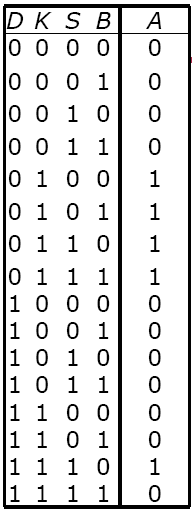 D K S B A
0 0 0 0 0
0 0 0 1 0
0 0 1 0 0
0 0 1 1 0
0 1 0 0 1
0 1 0 1 1
0 1 1 0 1
0 1 1 1 1
1 0 0 0 0
1 0 0 1 0
1 0 1 0 0
1 0 1 1 0
1 1 0 0 0
1 1 0 1 0
1 1 1 0 1
1 1 1 1 0